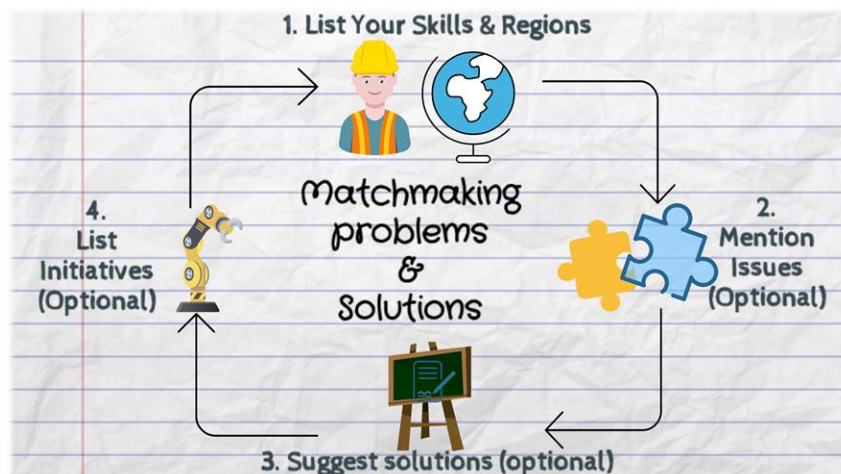 1. List Your Skills & Regions
Matchmaking
problems
&
Solutions
2.
Mention
Issues
(Optional)
3. Suggest solutions (optional)
4.
List
Initiatives
(Optional)